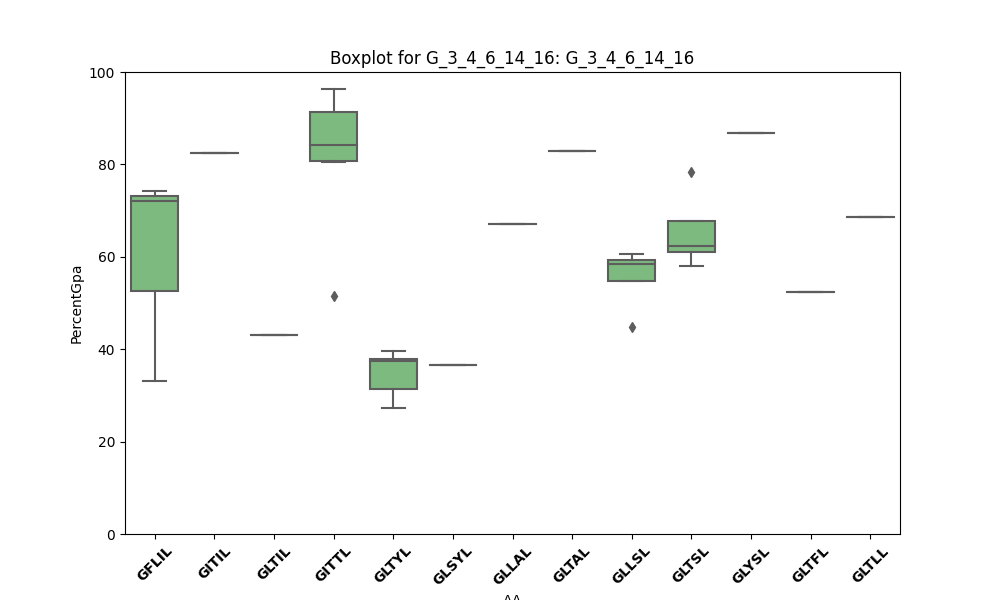 Boxplot for G_3_4_6_14_16: G_3_4_6_14_16
100
80
60
40
20
0
PercentGpa
GFLIL GITIL GLTIL GITTL GLTYL GLSYL GLLAL GLTAL GLLSL GLTSL GLYSL GLTFL GLTLL
AA